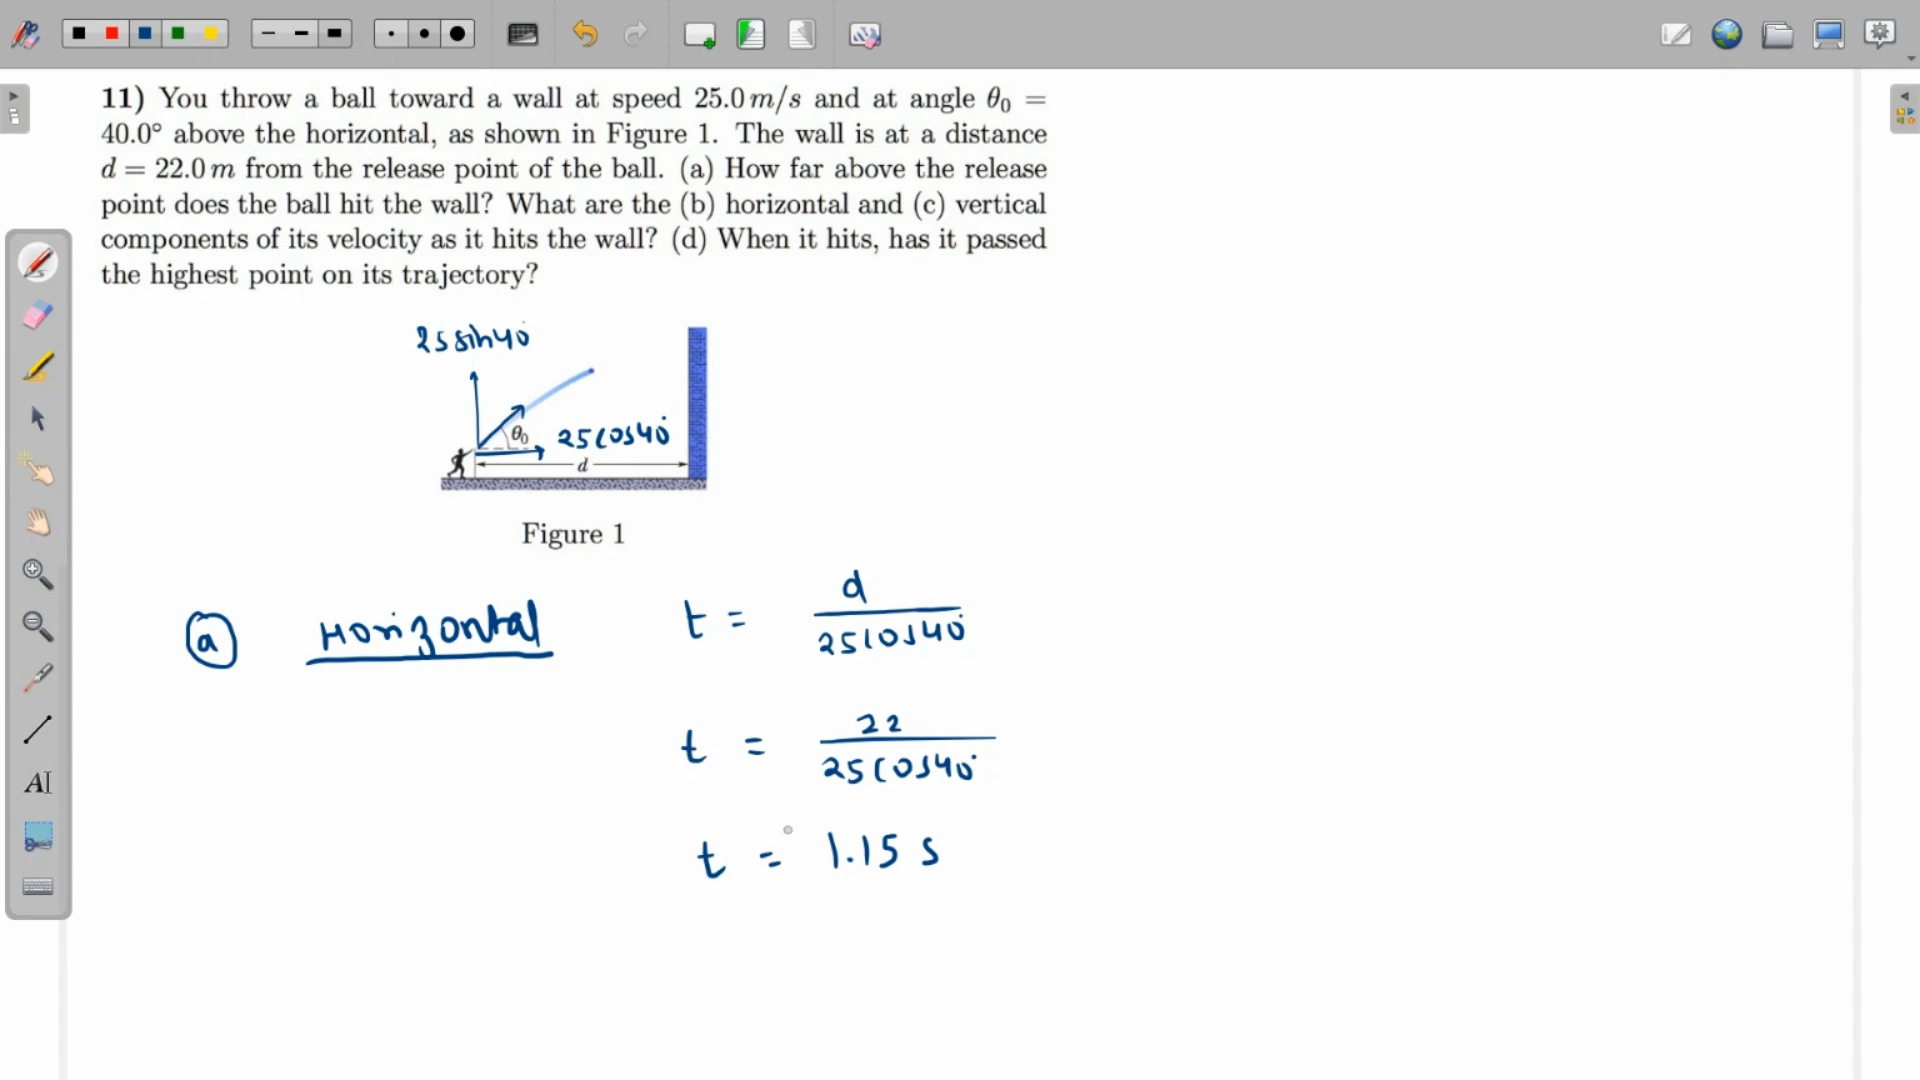 11) You throw a ball toward a wall at speed 25.0 m/s and at angle θ₀ =
40.0° above the horizontal, as shown in Figure 1. The wall is at a distance
d = 22.0 m from the release point of the ball. (a) How far above the release
point does the ball hit the wall? What are the (b) horizontal and (c) vertical
components of its velocity as it hits the wall? (d) When it hits, has it passed
the highest point on its trajectory?
25 sin40°
θ₀
25cos40°
d
Figure 1
(a) Horizontal t = d / 25cos40°
t = 22 / 25cos40°
t = 1.15 s
AI